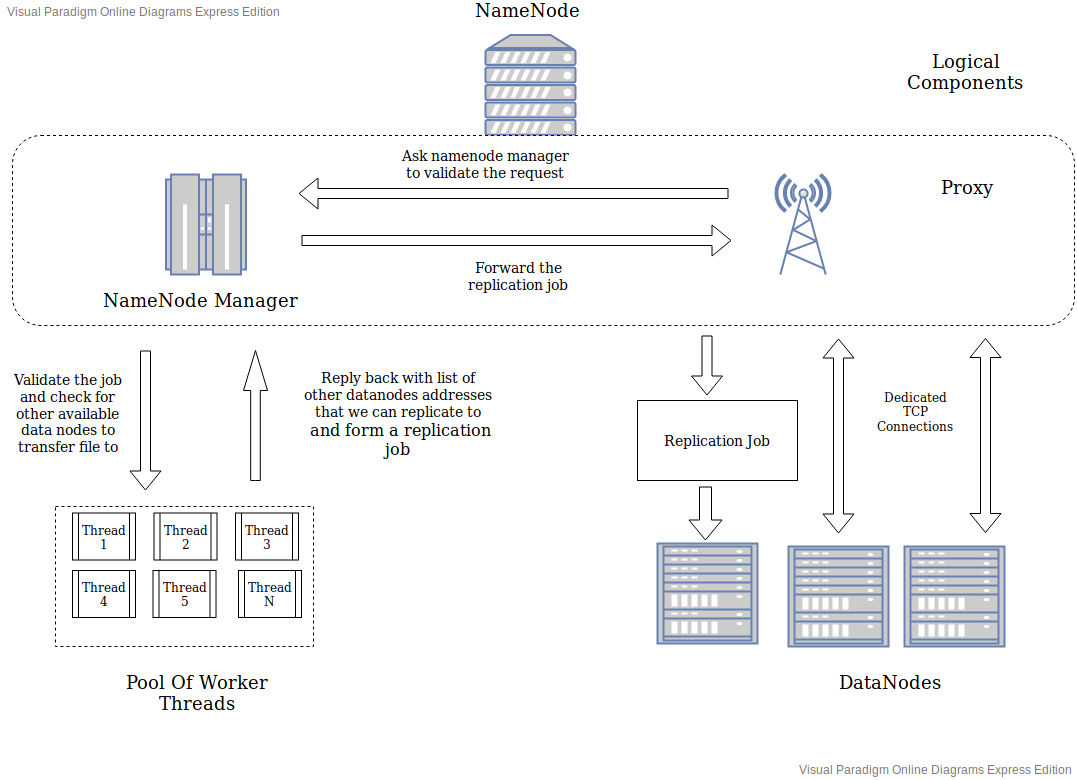 Visual Paradigm Online Diagrams Express Edition
NameNode
Logical
Components
Ask namenode manager
to validate the request
Proxy
Forward the
replication job
NameNode Manager
Validate the job
and check for
other available
data nodes to
transfer file to
Reply back with list of
other datanodes addresses
that we can replicate to
and form a replication
job
Dedicated
TCP
Connections
Replication Job
Thread
1
Thread
2
Thread
3
Thread
4
Thread
5
Thread
N
Pool Of Worker
Threads
DataNodes
Visual Paradigm Online Diagrams Express Edition